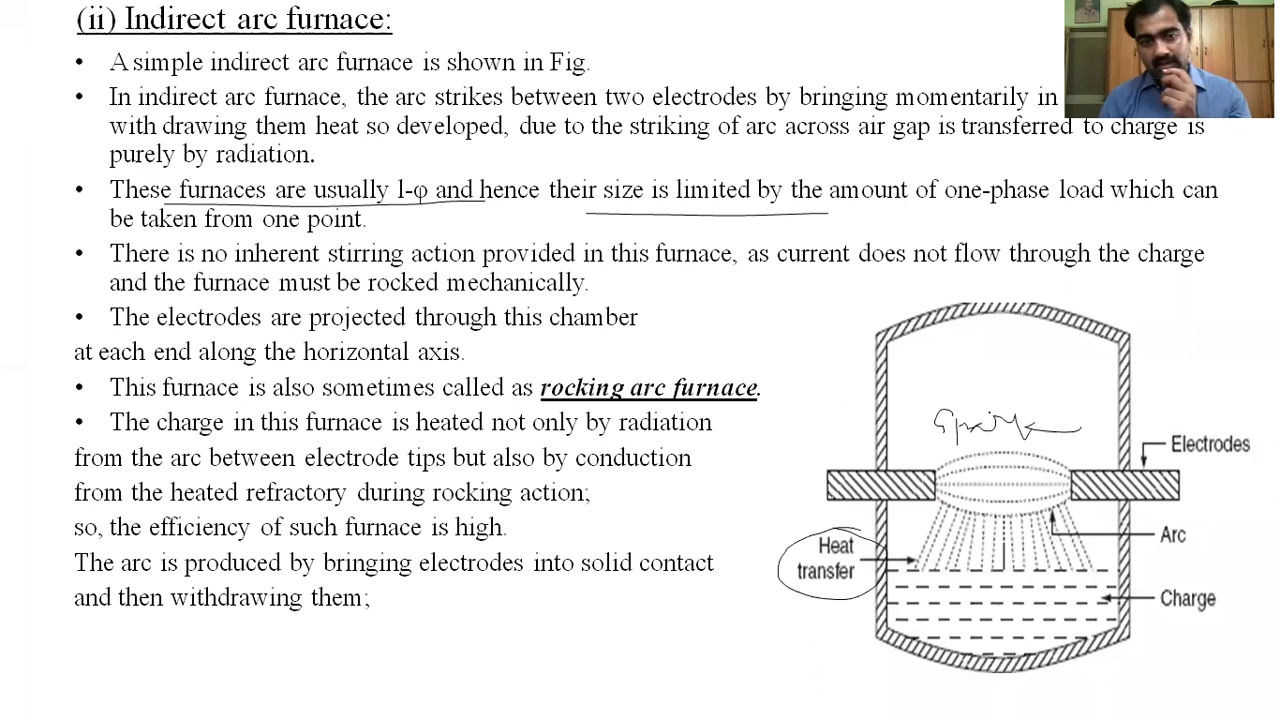 (ii) Indirect arc furnace:
• A simple indirect arc furnace is shown in Fig.
• In indirect arc furnace, the arc strikes between two electrodes by bringing momentarily in
with drawing them heat so developed, due to the striking of arc across air gap is transferred to charge is
purely by radiation.
• These furnaces are usually l-φ and hence their size is limited by the amount of one-phase load which can
be taken from one point.
• There is no inherent stirring action provided in this furnace, as current does not flow through the charge
and the furnace must be rocked mechanically.
• The electrodes are projected through this chamber
at each end along the horizontal axis.
• This furnace is also sometimes called as rocking arc furnace.
• The charge in this furnace is heated not only by radiation
from the arc between electrode tips but also by conduction
from the heated refractory during rocking action;
so, the efficiency of such furnace is high.
The arc is produced by bringing electrodes into solid contact
and then withdrawing them;
Electrodes
Arc
Heat
transfer
Charge